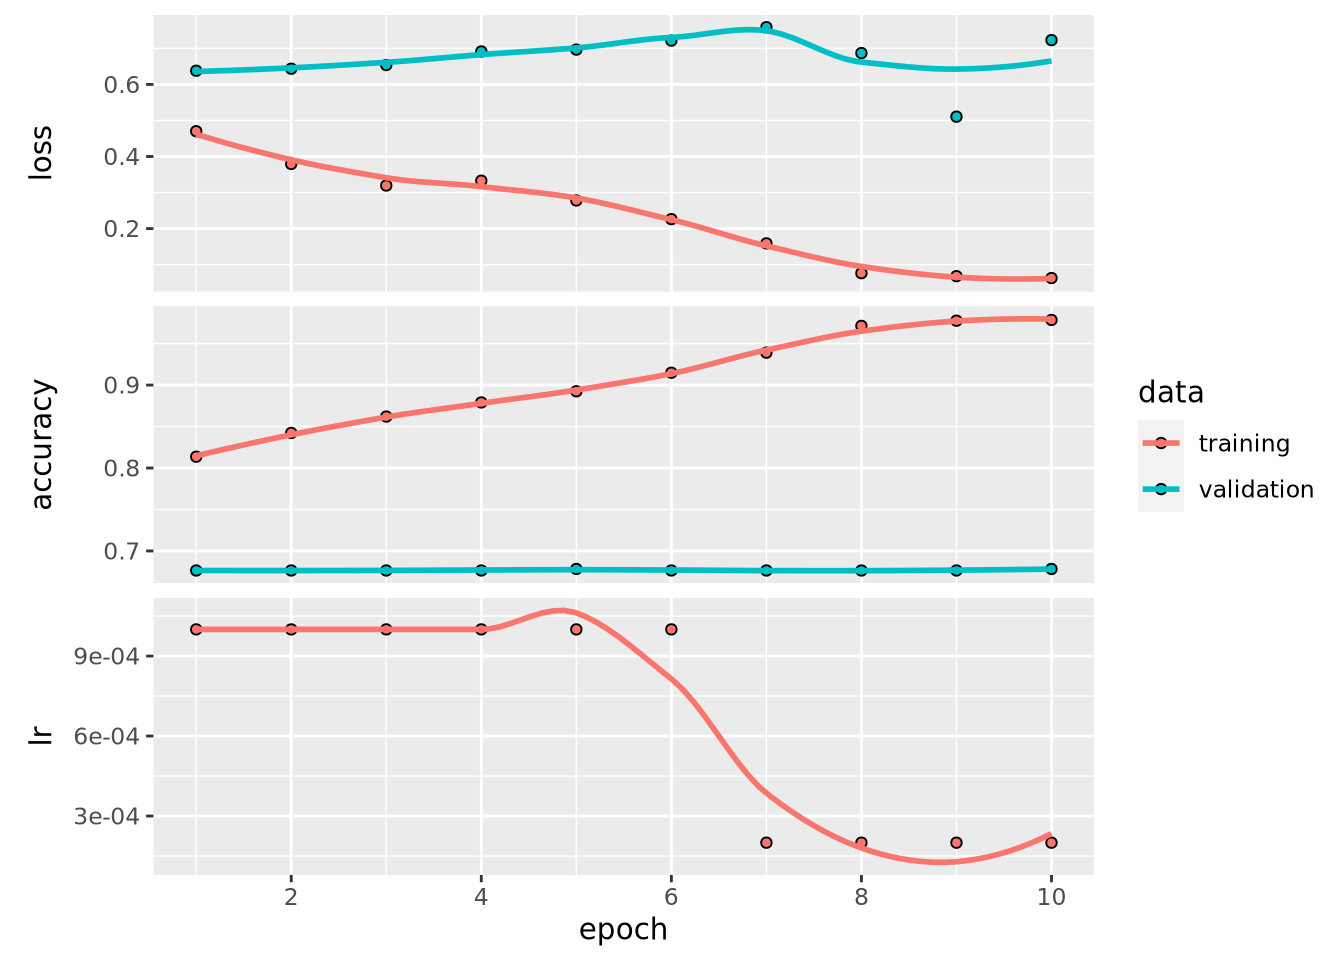 loss
0.6
0.4
0.2
accuracy
0.9
0.8
0.7
lr
9e-04
6e-04
3e-04
2 4 6 8 10
epoch
data
training
validation